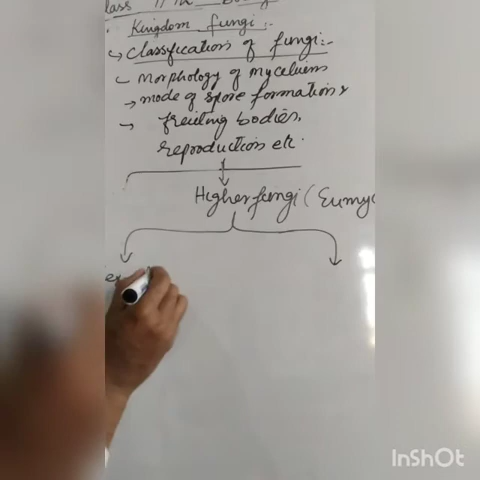 Kingdom fungi :-
→ classification of fungi:-
morphology of mycelium
→ mode of spore formation &
→ fruiting bodies,
reproduction etc.
Higher fungi (Eumyc
InShOt